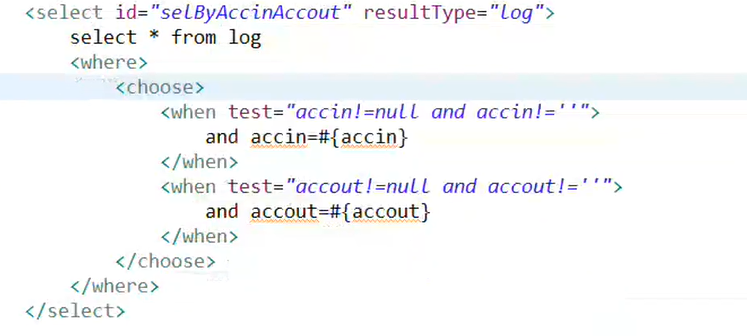 <select id="selByAccinAccout" resultType="log">
select * from log
<where>
<choose>
<when test="accin!=null and accin!=''">
and accin=#{accin}
</when>
<when test="accout!=null and accout!=''">
and accout=#{accout}
</when>
</choose>
</where>
</select>